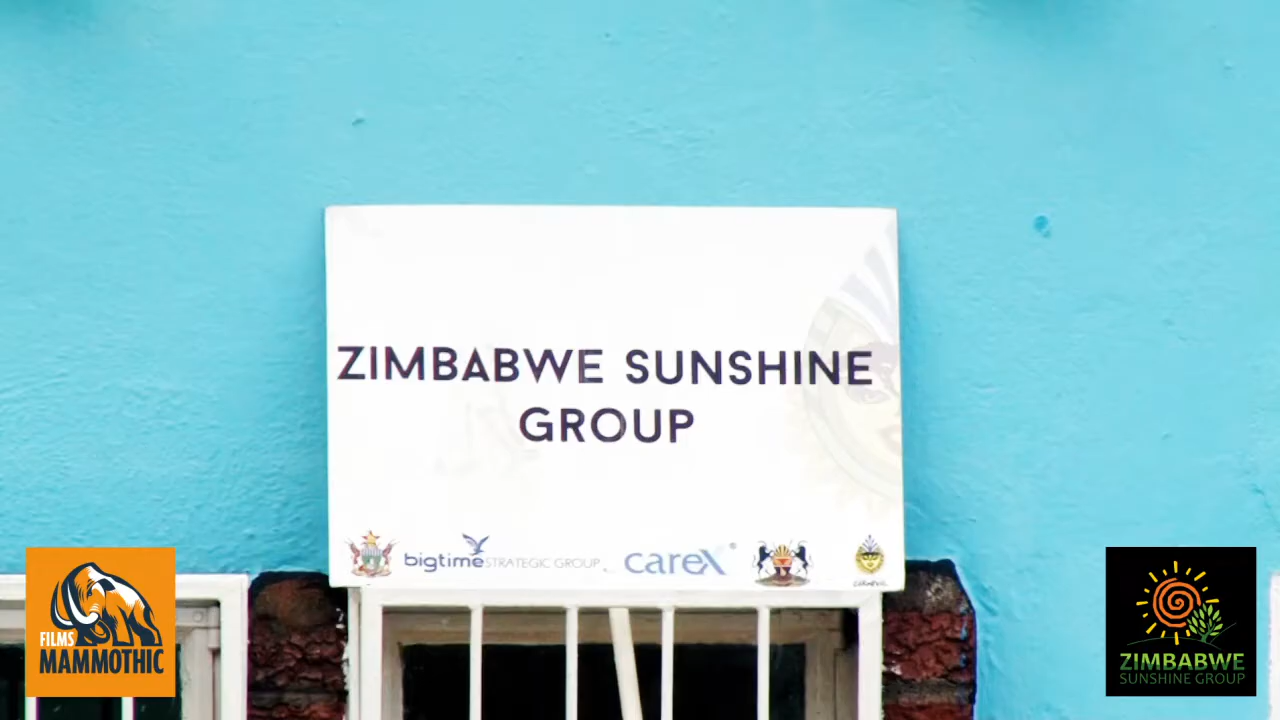 ZIMBABWE SUNSHINE
GROUP
bigtime STRATEGIC GROUP.
careX
FILMS
MAMMOTHIC
ZIMBABWE
SUNSHINE GROUP